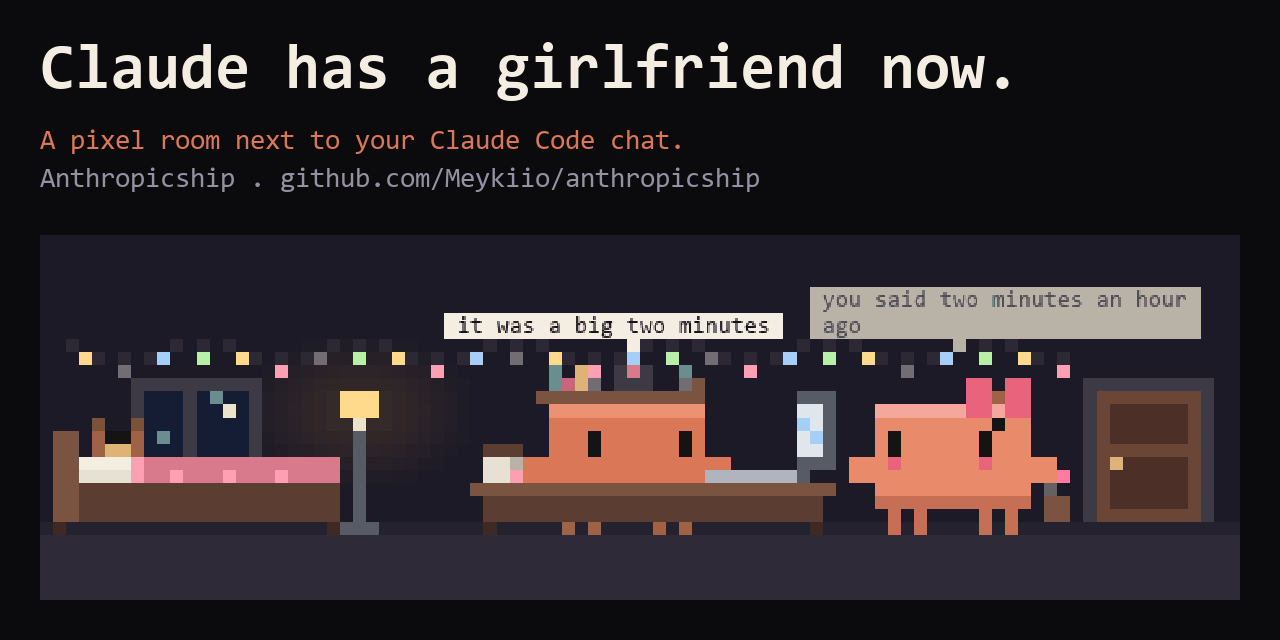 Claude has a girlfriend now.
A pixel room next to your Claude Code chat.
Anthropicship . github.com/Meykiio/anthropicship
it was a big two minutes
you said two minutes an hour
ago